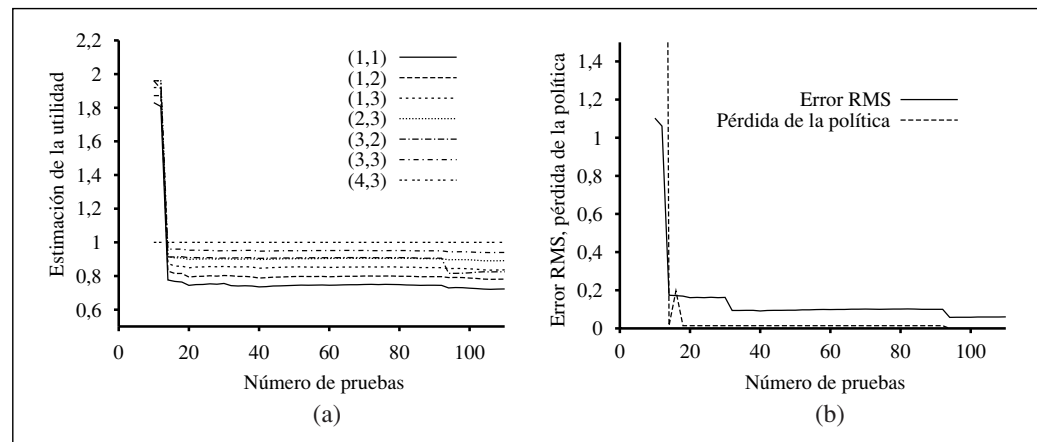 2,2
2
1,8
1,6
1,4
1,2
1
0,8
0,6
Estimación de la utilidad
(1,1)
(1,2)
(1,3)
(2,3)
(3,2)
(3,3)
(4,3)
0 20 40 60 80 100
Número de pruebas
(a)
1,4
1,2
1
0,8
0,6
0,4
0,2
0
Error RMS, pérdida de la política
Error RMS
Pérdida de la política
0 20 40 60 80 100
Número de pruebas
(b)